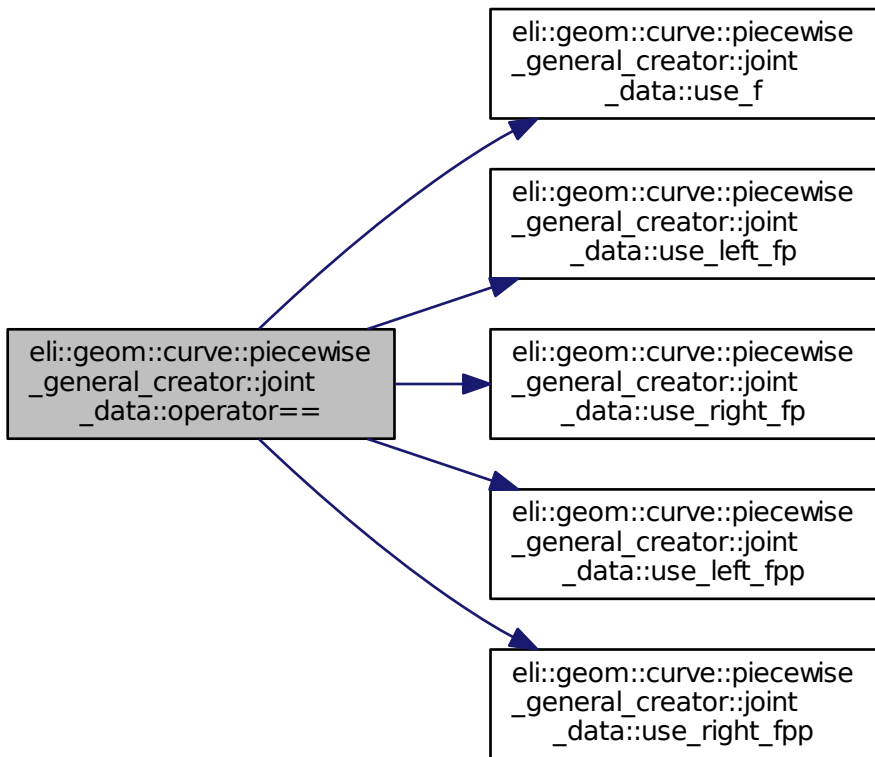 eli::geom::curve::piecewise
_general_creator::joint
_data::use_f
eli::geom::curve::piecewise
_general_creator::joint
_data::use_left_fp
eli::geom::curve::piecewise
_general_creator::joint
_data::operator==
eli::geom::curve::piecewise
_general_creator::joint
_data::use_right_fp
eli::geom::curve::piecewise
_general_creator::joint
_data::use_left_fpp
eli::geom::curve::piecewise
_general_creator::joint
_data::use_right_fpp